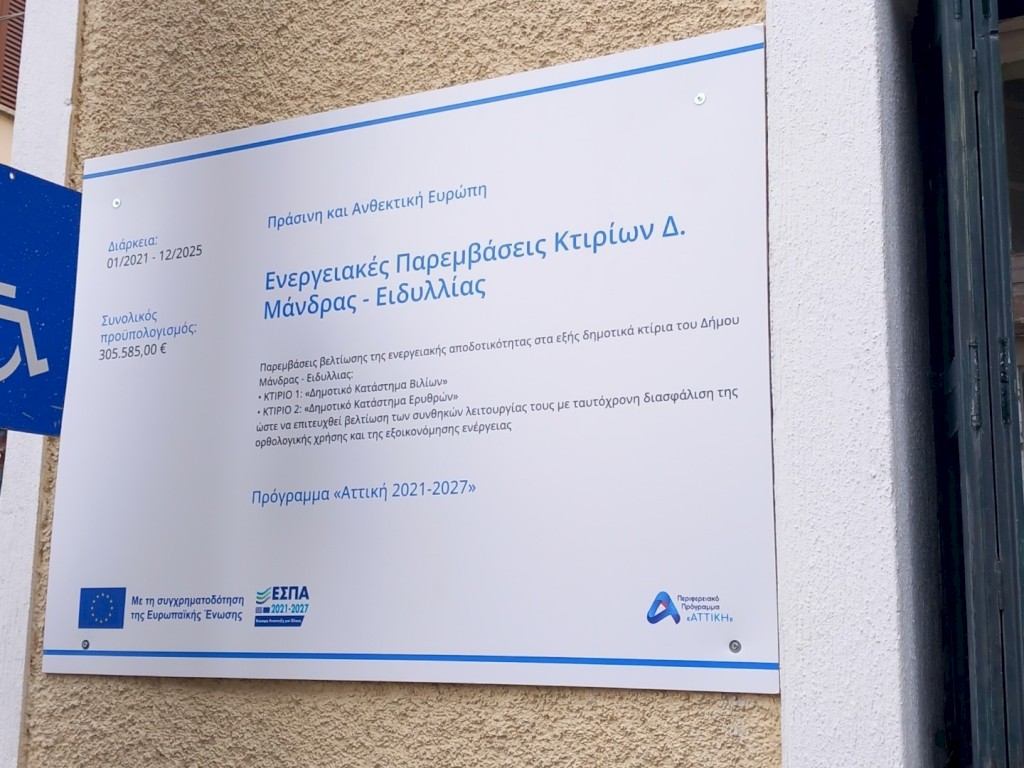 Πράσινη και Ανθεκτική Ευρώπη
Διάρκεια:
01/2021 - 12/2025
Ενεργειακές Παρεμβάσεις Κτιρίων Δ.
Μάνδρας - Ειδυλλίας
Συνολικός
προϋπολογισμός:
305.585,00 €
Παρεμβάσεις βελτίωσης της ενεργειακής αποδοτικότητας στα εξής δημοτικά κτίρια του Δήμου
Μάνδρας - Ειδυλλιας:
• ΚΤΙΡΙΟ 1: «Δημοτικό Κατάστημα Βιλίων»
• ΚΤΙΡΙΟ 2: «Δημοτικό Κατάστημα Ερυθρών»
ώστε να επιτευχθεί βελτίωση των συνθηκών λειτουργίας τους με ταυτόχρονη διασφάλιση της
ορθολογικής χρήσης και της εξοικονόμησης ενέργειας
Πρόγραμμα «Αττική 2021-2027»
Με τη συγχρηματοδότηση
της Ευρωπαϊκής Ένωσης
ΕΣΠΑ
2021-2027
Περιφερειακό
Πρόγραμμα
«ΑΤΤΙΚΗ»